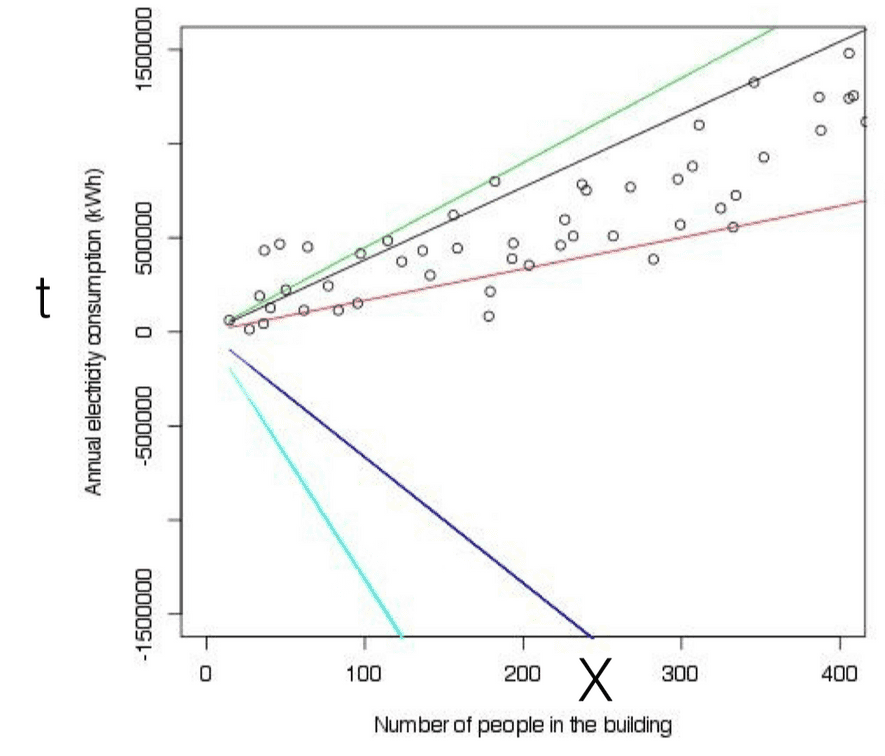 1500000
500000
0
-500000
-1500000
Annual electricity consumption (kWh)
t
0 100 200 300 400
X
Number of people in the building